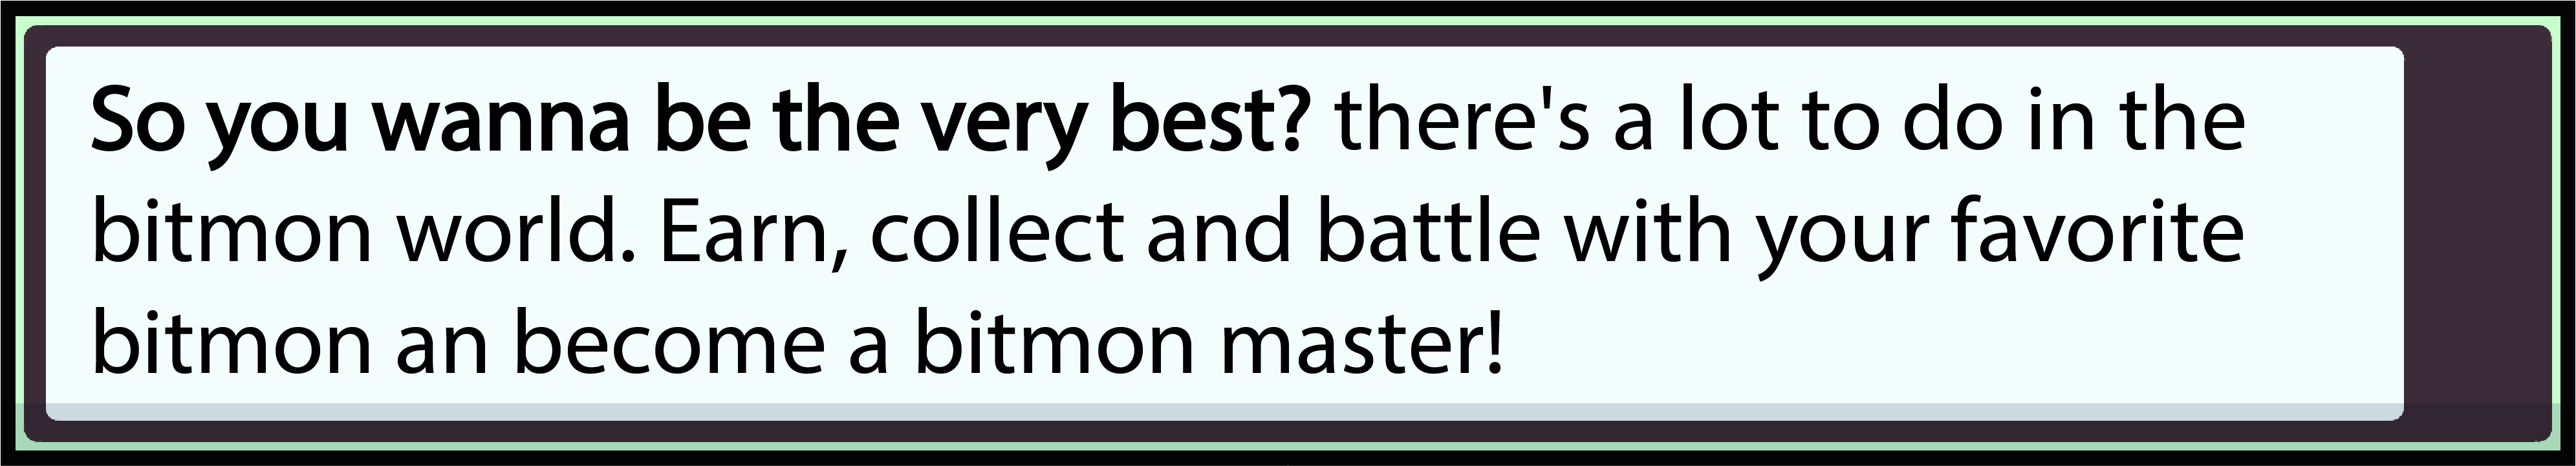 So you wanna be the very best? there's a lot to do in the
bitmon world. Earn, collect and battle with your favorite
bitmon an become a bitmon master!